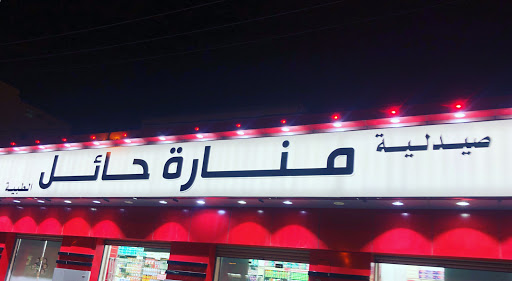 صيدلية منارة حائل الطبية